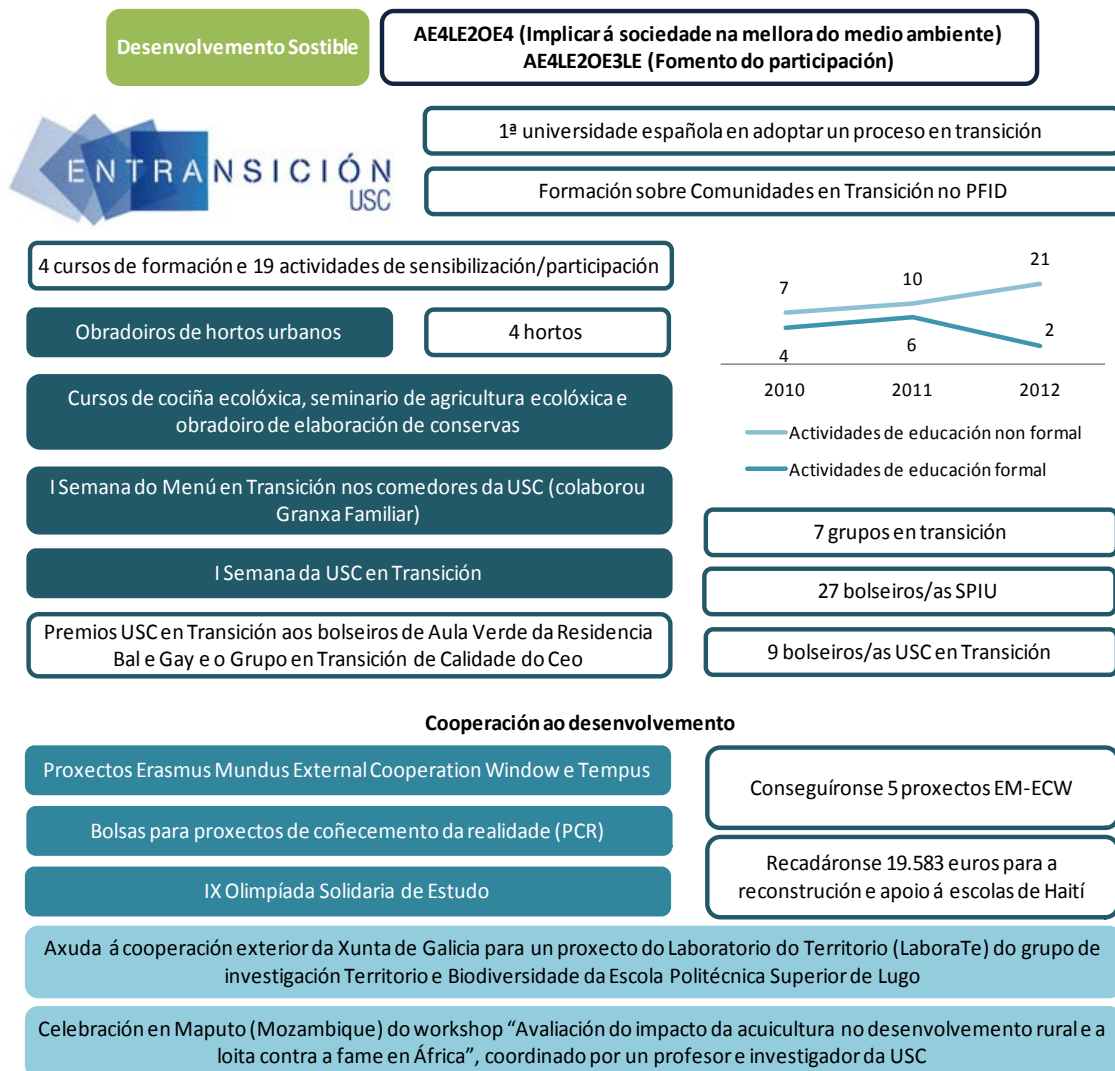 Desenvolvemento Sostible
AE4LE2OE4 (Implicar á sociedade na mellora do medio ambiente)
AE4LE2OE3LE (Fomento do participación)
ENTRANSICIÓN
USC
1ª universidade española en adoptar un proceso en transición
Formación sobre Comunidades en Transición no PFID
4 cursos de formación e 19 actividades de sensibilización/participación
Obradoiros de hortos urbanos
4 hortos
Cursos de cociña ecolóxica, seminario de agricultura ecolóxica e
obradoiro de elaboración de conservas
I Semana do Menú en Transición nos comedores da USC (colaborou
Granxa Familiar)
I Semana da USC en Transición
Premios USC en Transición aos bolseiros de Aula Verde da Residencia
Bal e Gay e o Grupo en Transición de Calidade do Ceo
7
10
21
4
6
2
2010
2011
2012
Actividades de educación non formal
Actividades de educación formal
7 grupos en transición
27 bolseiros/as SPIU
9 bolseiros/as USC en Transición
Cooperación ao desenvolvemento
Proxectos Erasmus Mundus External Cooperation Window e Tempus
Bolsas para proxectos de coñecemento da realidade (PCR)
IX Olimpíada Solidaria de Estudo
Conseguíronse 5 proxectos EM-ECW
Recadáronse 19.583 euros para a
reconstrución e apoio á escolas de Haití
Axuda á cooperación exterior da Xunta de Galicia para un proxecto do Laboratorio do Territorio (LaboraTe) do grupo de
investigación Territorio e Biodiversidade da Escola Politécnica Superior de Lugo
Celebración en Maputo (Mozambique) do workshop “Avaliación do impacto da acuicultura no desenvolvemento rural e a
loita contra a fame en África”, coordinado por un profesor e investigador da USC